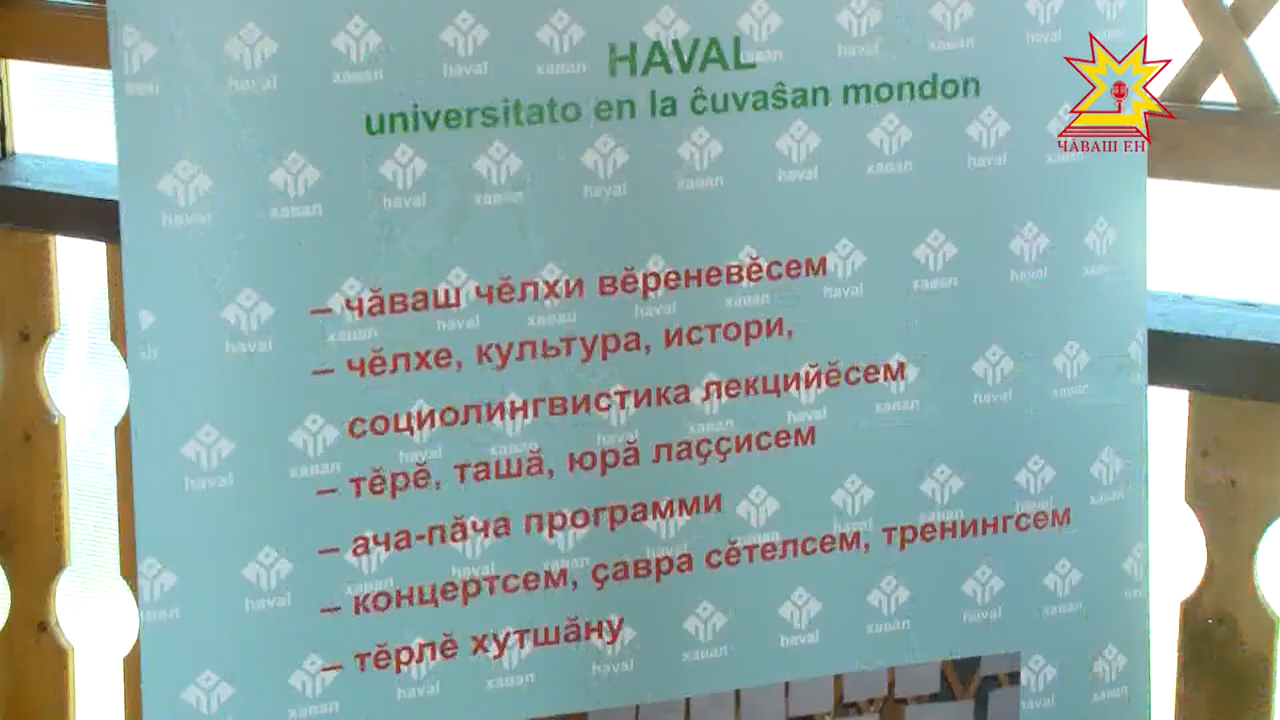 HAVAL
universitato en la ĉuvaŝan mondon
ЧӐВАШ ЕН
– чӑваш чӗлхи вӗреневӗсем
– чӗлхе, культура, истори,
социолингвистика лекцийӗсем
– тӗрӗ, ташӑ, юрӑ лаҫҫисем
– ача-пӑча программи
– концертсем, ҫавра сӗтелсем, тренингсем
– тӗрлӗ хутшӑну